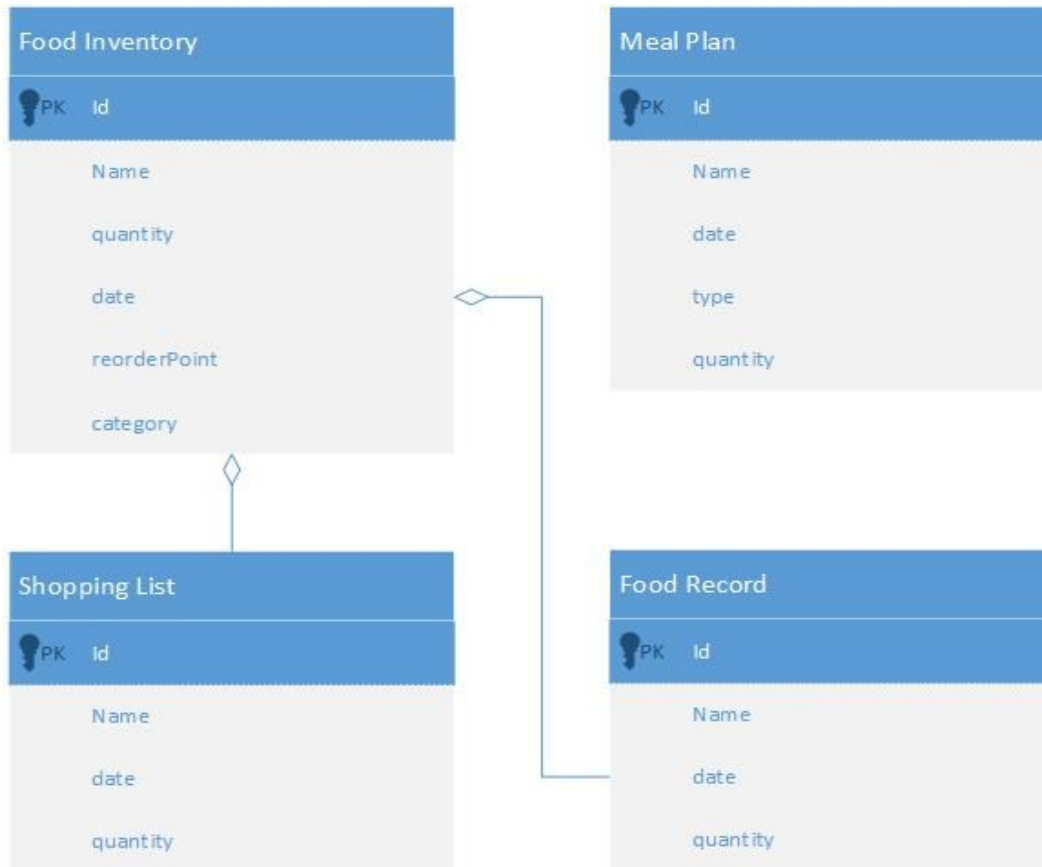 Food Inventory
PK Id
Name
quantity
date
reorderPoint
category
Meal Plan
PK Id
Name
date
type
quantity
Shopping List
PK Id
Name
date
quantity
Food Record
PK Id
Name
date
quantity